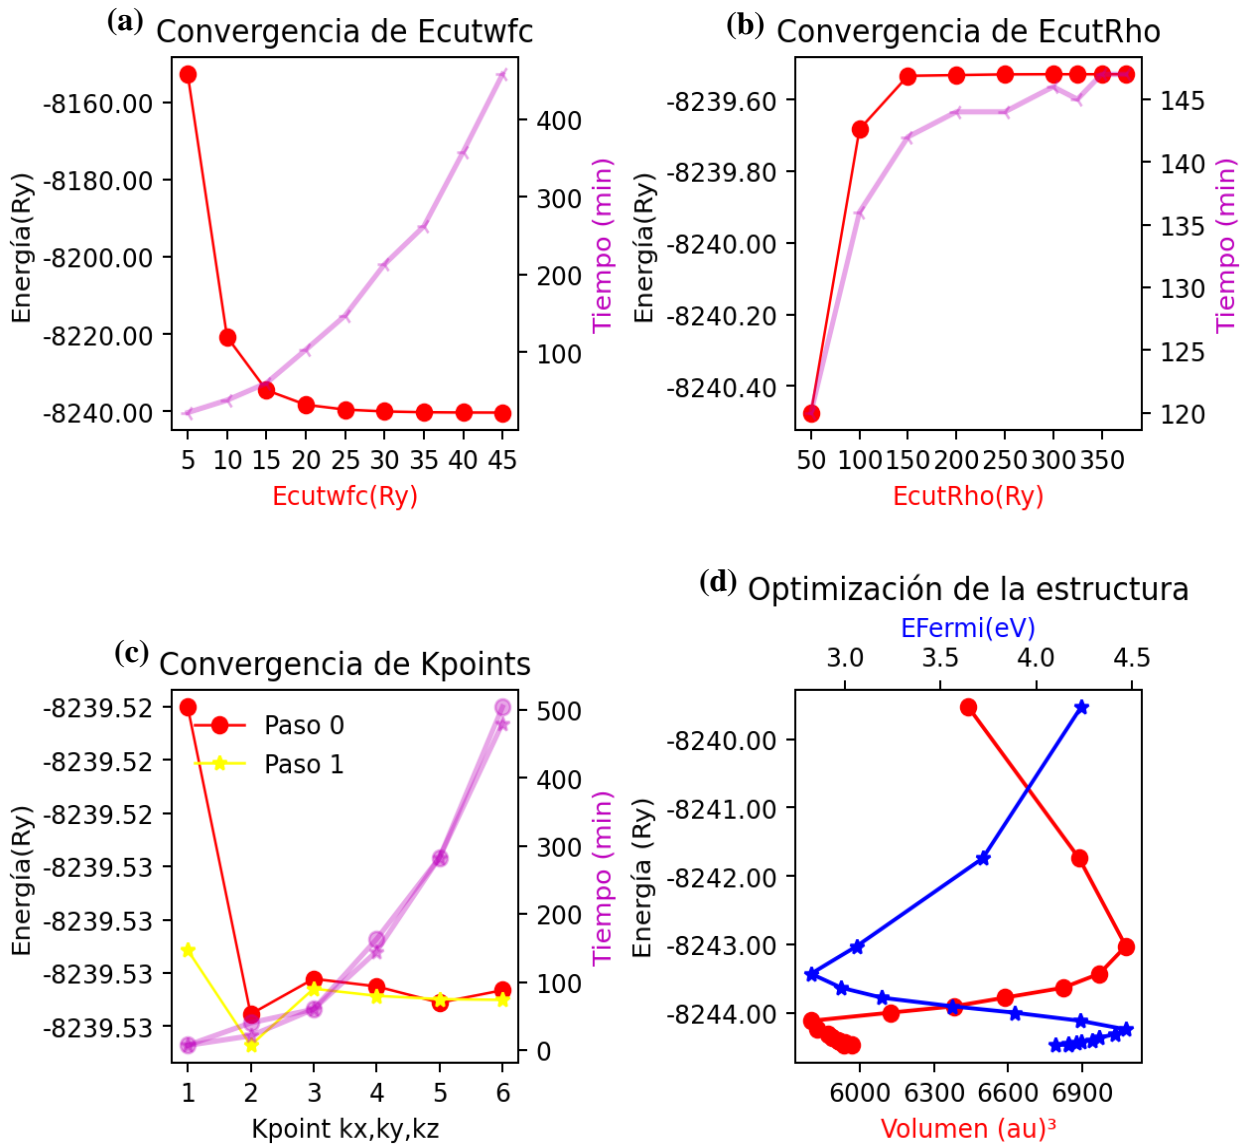 (a) Convergencia de Ecutwfc
-8160.00
-8180.00
-8200.00
-8220.00
-8240.00
Energía(Ry)
400
300
200
100
Tiempo (min)
5 10 15 20 25 30 35 40 45
Ecutwfc(Ry)
(b) Convergencia de EcutRho
-8239.60
-8239.80
-8240.00
-8240.20
-8240.40
Energía(Ry)
145
140
135
130
125
120
Tiempo (min)
50 100 150 200 250 300 350
EcutRho(Ry)
(c) Convergencia de Kpoints
-8239.52
-8239.52
-8239.52
-8239.53
-8239.53
-8239.53
-8239.53
Energía(Ry)
Paso 0
Paso 1
500
400
300
200
100
0
Tiempo (min)
1 2 3 4 5 6
Kpoint kx,ky,kz
(d) Optimización de la estructura
EFermi(eV)
3.0 3.5 4.0 4.5
-8240.00
-8241.00
-8242.00
-8243.00
-8244.00
Energía (Ry)
6000 6300 6600 6900
Volumen (au)³